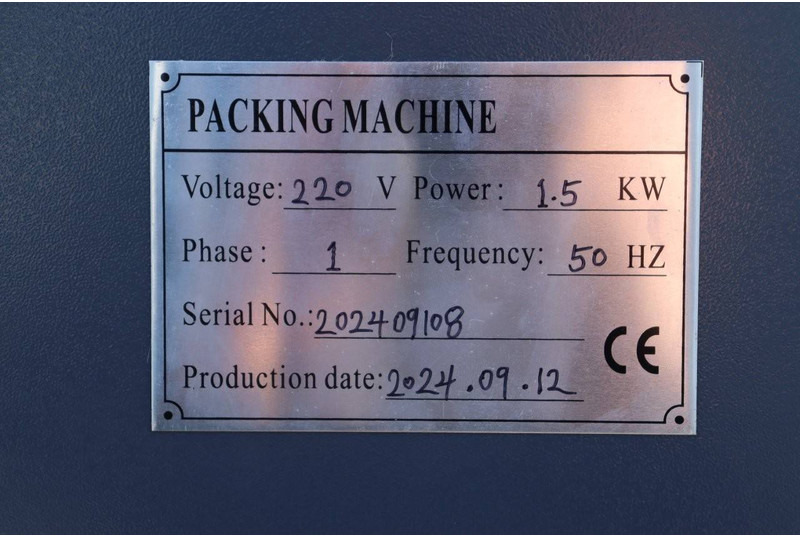 PACKING MACHINE
Voltage: 220 V Power: 1.5 KW
Phase: 1 Frequency: 50 HZ
Serial No.: 202409108
Production date: 2024.09.12
CE